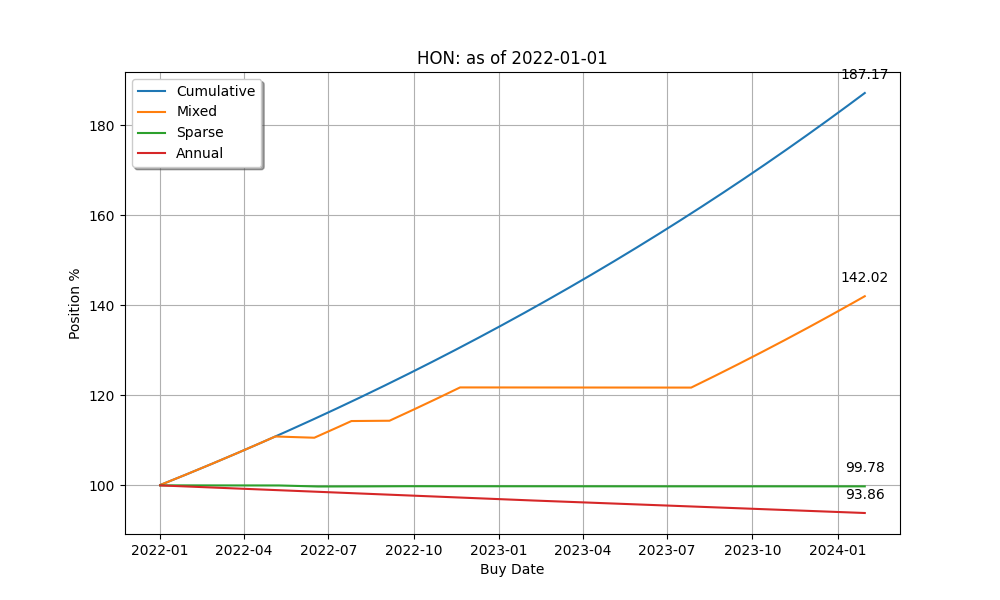 HON: as of 2022-01-01
187.17
Cumulative
Mixed
Sparse
Annual
180
160
142.02
140
120
99.78
100
93.86
Position %
2022-01 2022-04 2022-07 2022-10 2023-01 2023-04 2023-07 2023-10 2024-01
Buy Date